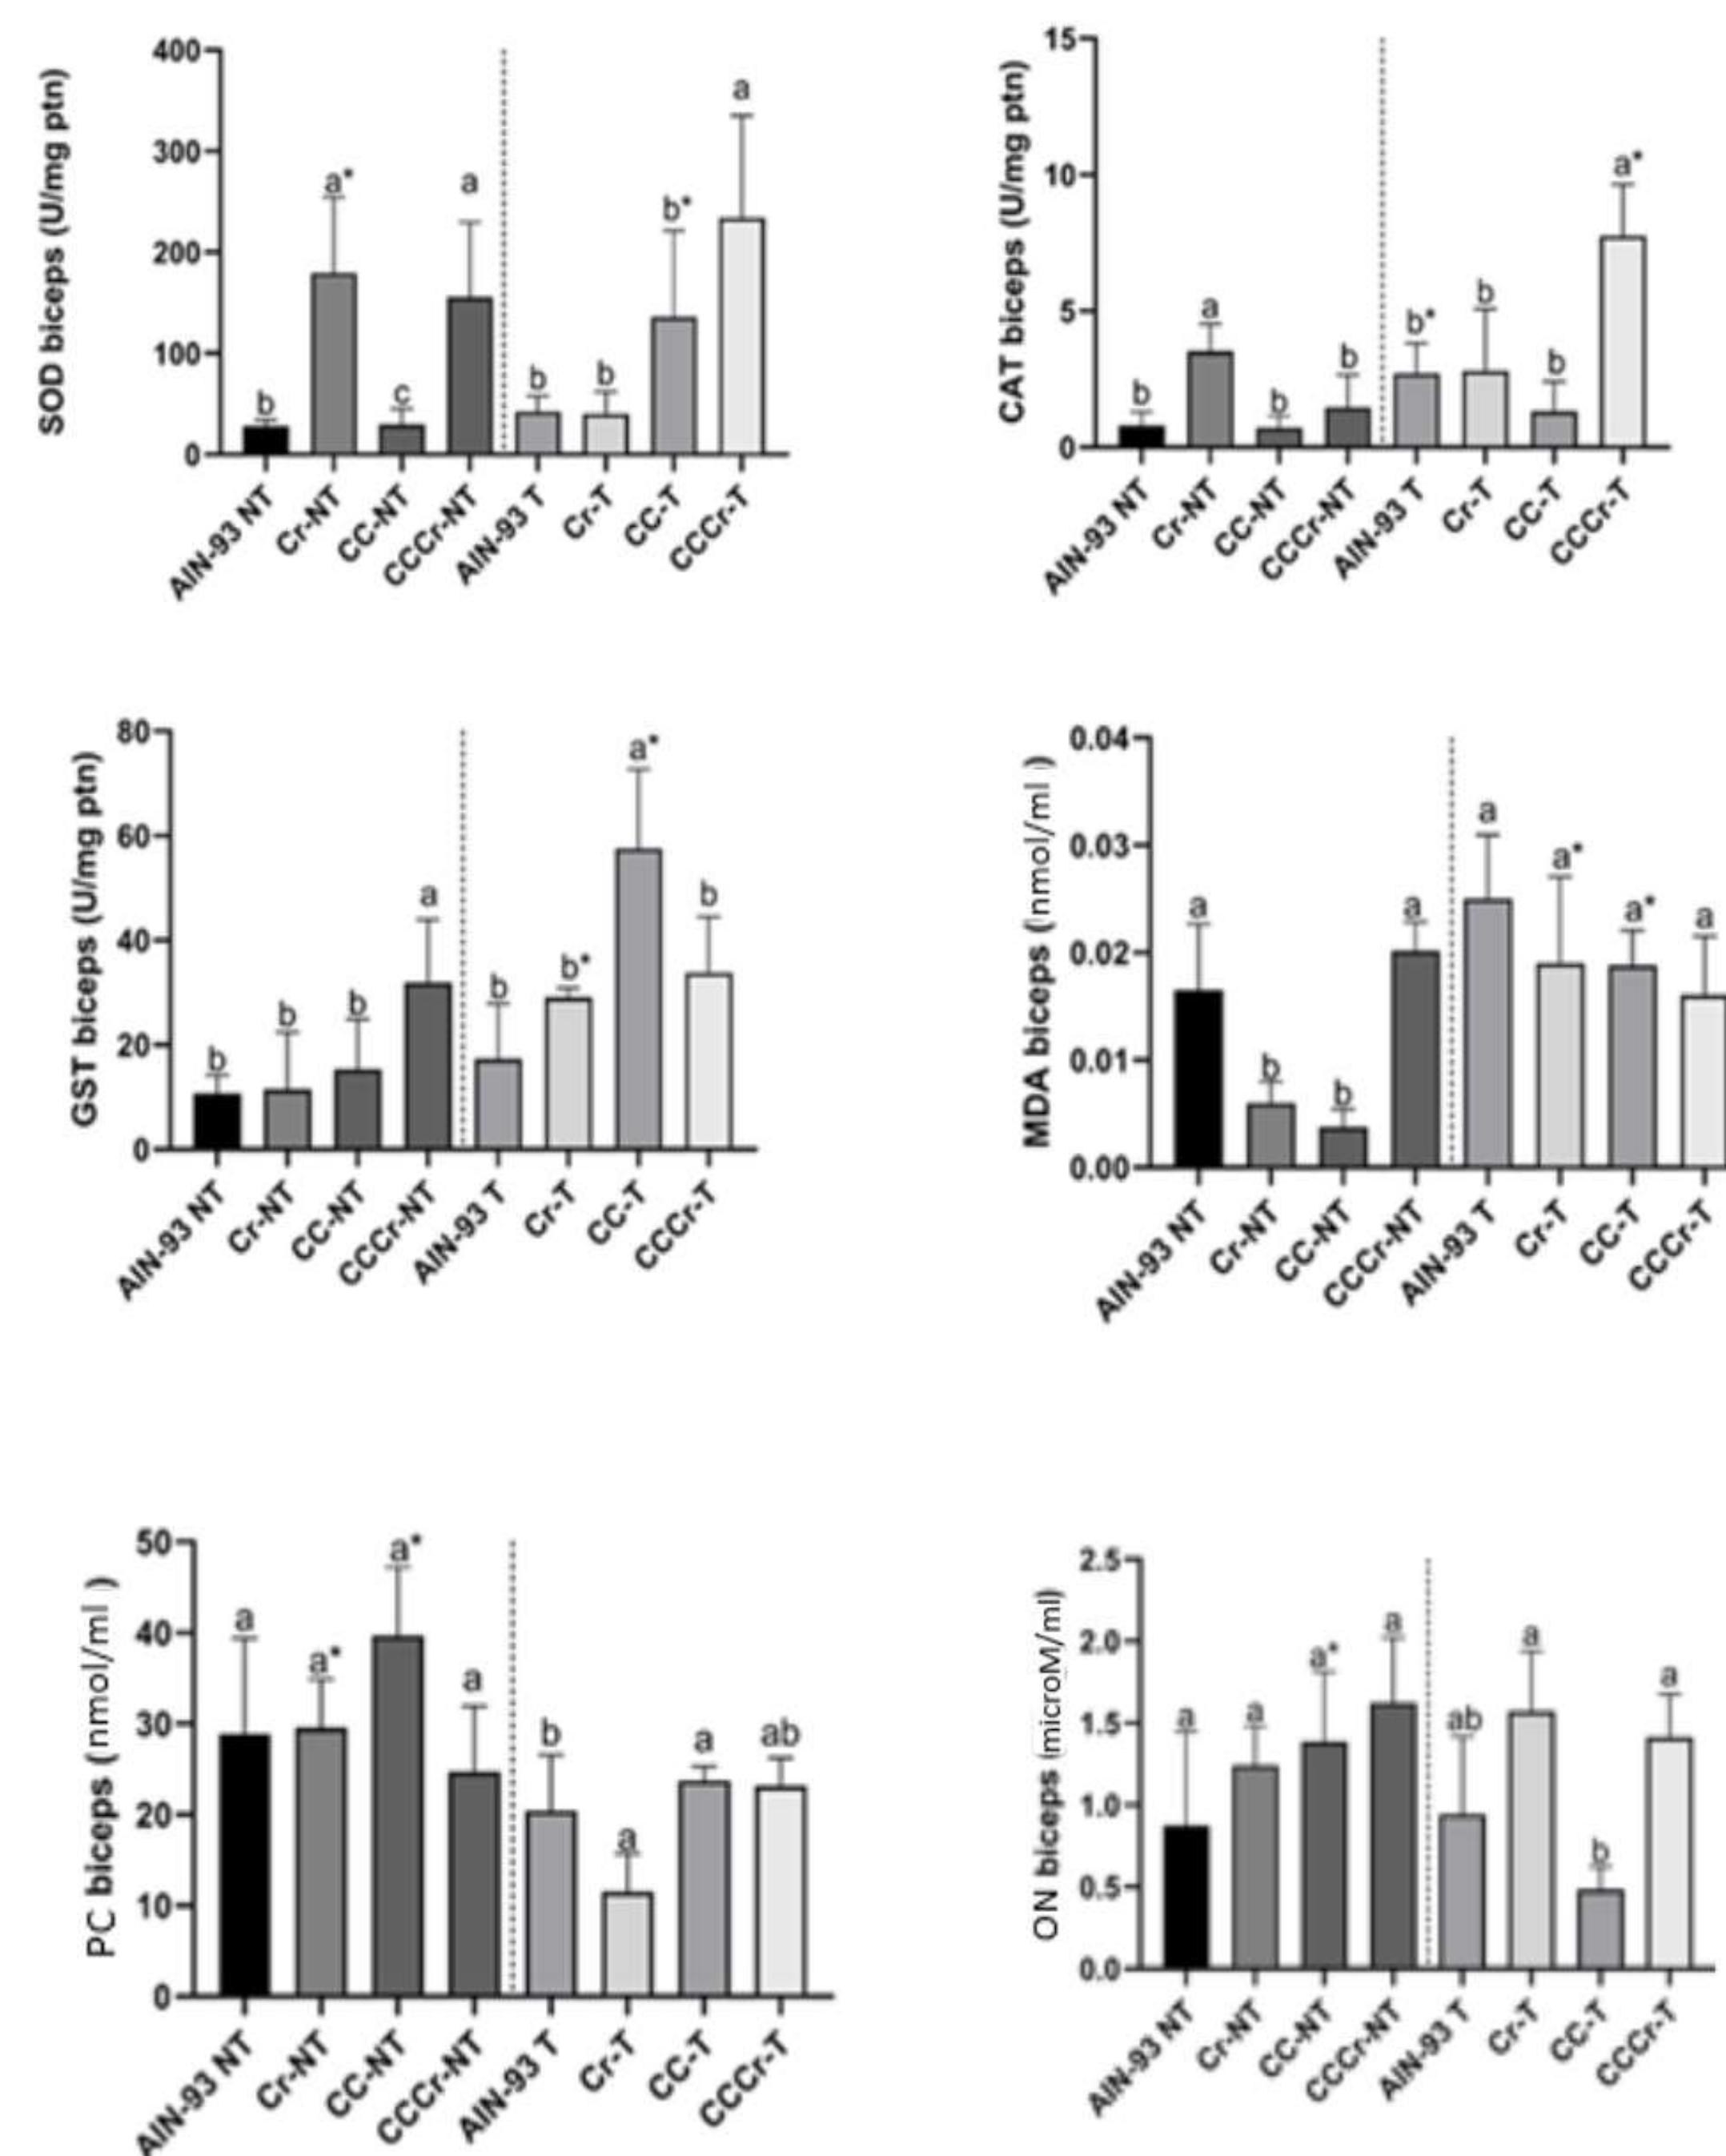 SOD biceps (U/mg ptn)
400
300
200
100
0
b
a*
c
a
b
b
b*
a
AIN-93 NT
Cr-NT
CC-NT
CCCr-NT
AIN-93 T
Cr-T
CC-T
CCCr-T
CAT biceps (U/mg ptn)
15
10
5
0
b
a
b
b
b*
b
b
a*
AIN-93 NT
Cr-NT
CC-NT
CCCr-NT
AIN-93 T
Cr-T
CC-T
CCCr-T
GST biceps (U/mg ptn)
80
60
40
20
0
b
b
b
a
b
b*
a*
b
AIN-93 NT
Cr-NT
CC-NT
CCCr-NT
AIN-93 T
Cr-T
CC-T
CCCr-T
MDA biceps (nmol/ml )
0.04
0.03
0.02
0.01
0.00
a
b
b
a
a
a*
a*
a
AIN-93 NT
Cr-NT
CC-NT
CCCr-NT
AIN-93 T
Cr-T
CC-T
CCCr-T
PC biceps (nmol/ml )
50
40
30
20
10
0
a
a*
a*
a
b
a
a
ab
AIN-93 NT
Cr-NT
CC-NT
CCCr-NT
AIN-93 T
Cr-T
CC-T
CCCr-T
ON biceps (microM/ml)
2.5
2.0
1.5
1.0
0.5
0.0
a
a
a*
a
ab
a
b
a
AIN-93 NT
Cr-NT
CC-NT
CCCr-NT
AIN-93 T
Cr-T
CC-T
CCCr-T